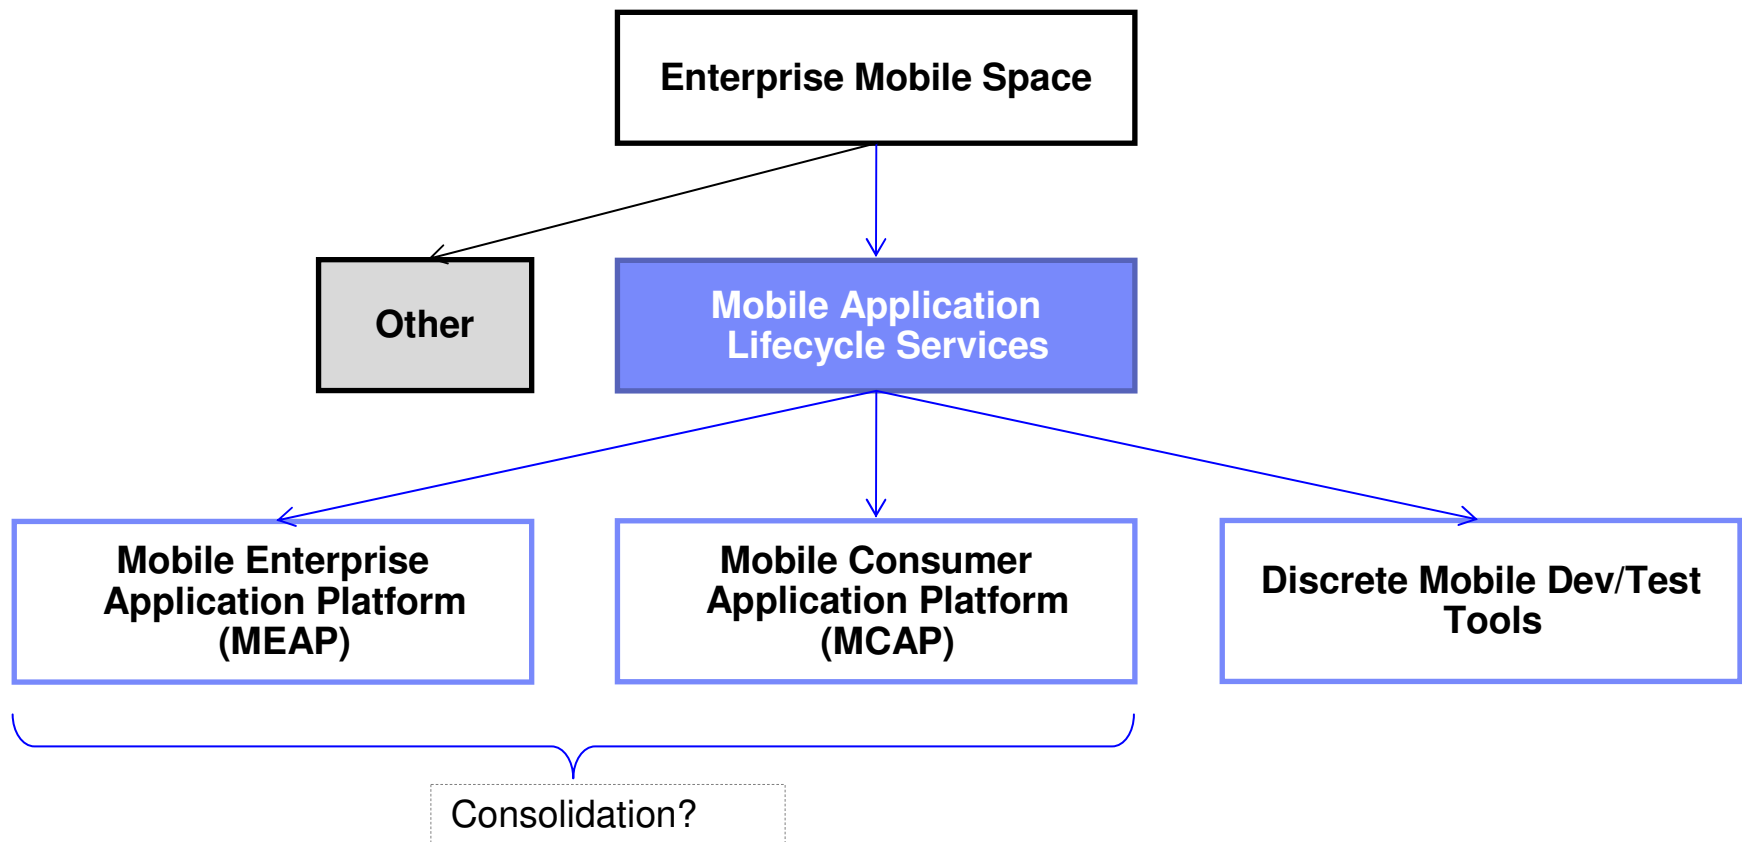 Enterprise Mobile Space
Other
Mobile Application
Lifecycle Services
Mobile Enterprise
Application Platform
(MEAP)
Mobile Consumer
Application Platform
(MCAP)
Discrete Mobile Dev/Test
Tools
Consolidation?